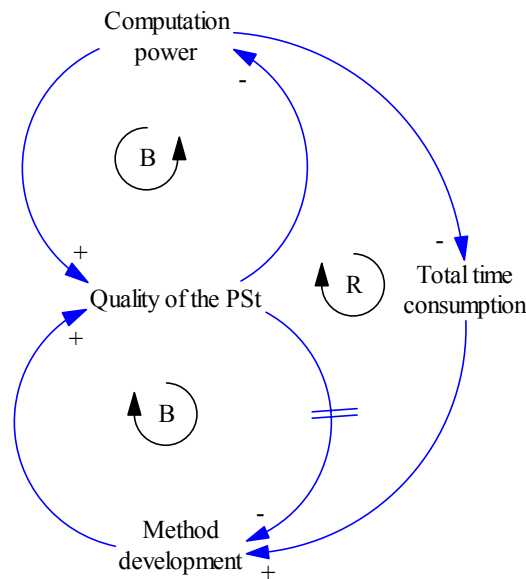 Computation
power
-
B
+
-
Quality of the PSt
R
Total time
consumption
+
B
-
Method
development
+